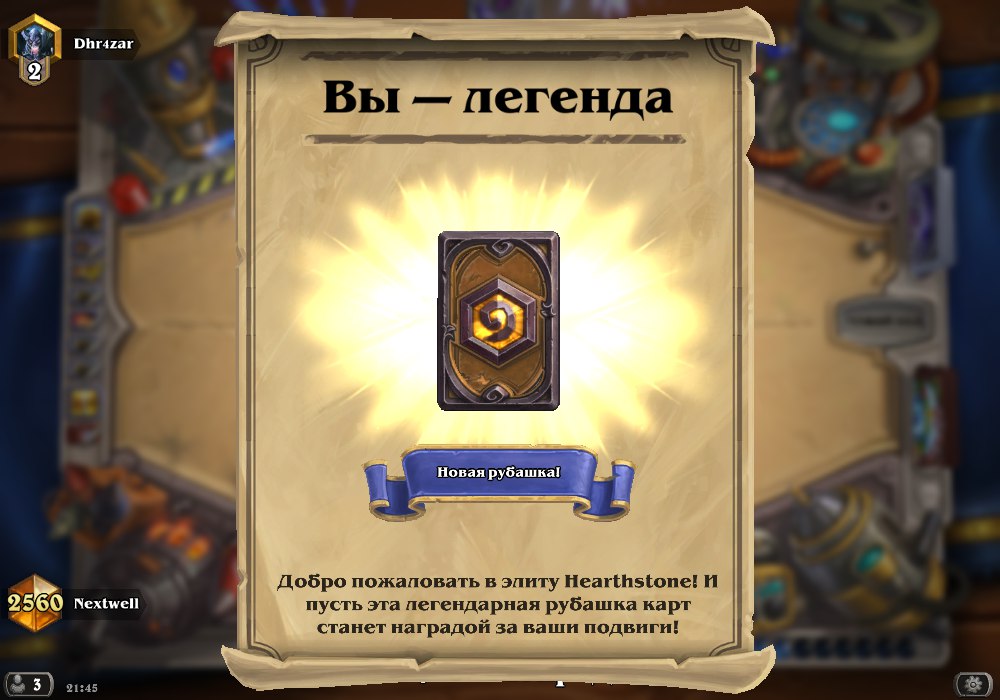 Dhr4zar
2
Вы — легенда
Новая рубашка!
Добро пожаловать в элиту Hearthstone! И
пусть эта легендарная рубашка карт
станет наградой за ваши подвиги!
2560 Nextwell
3 21:45